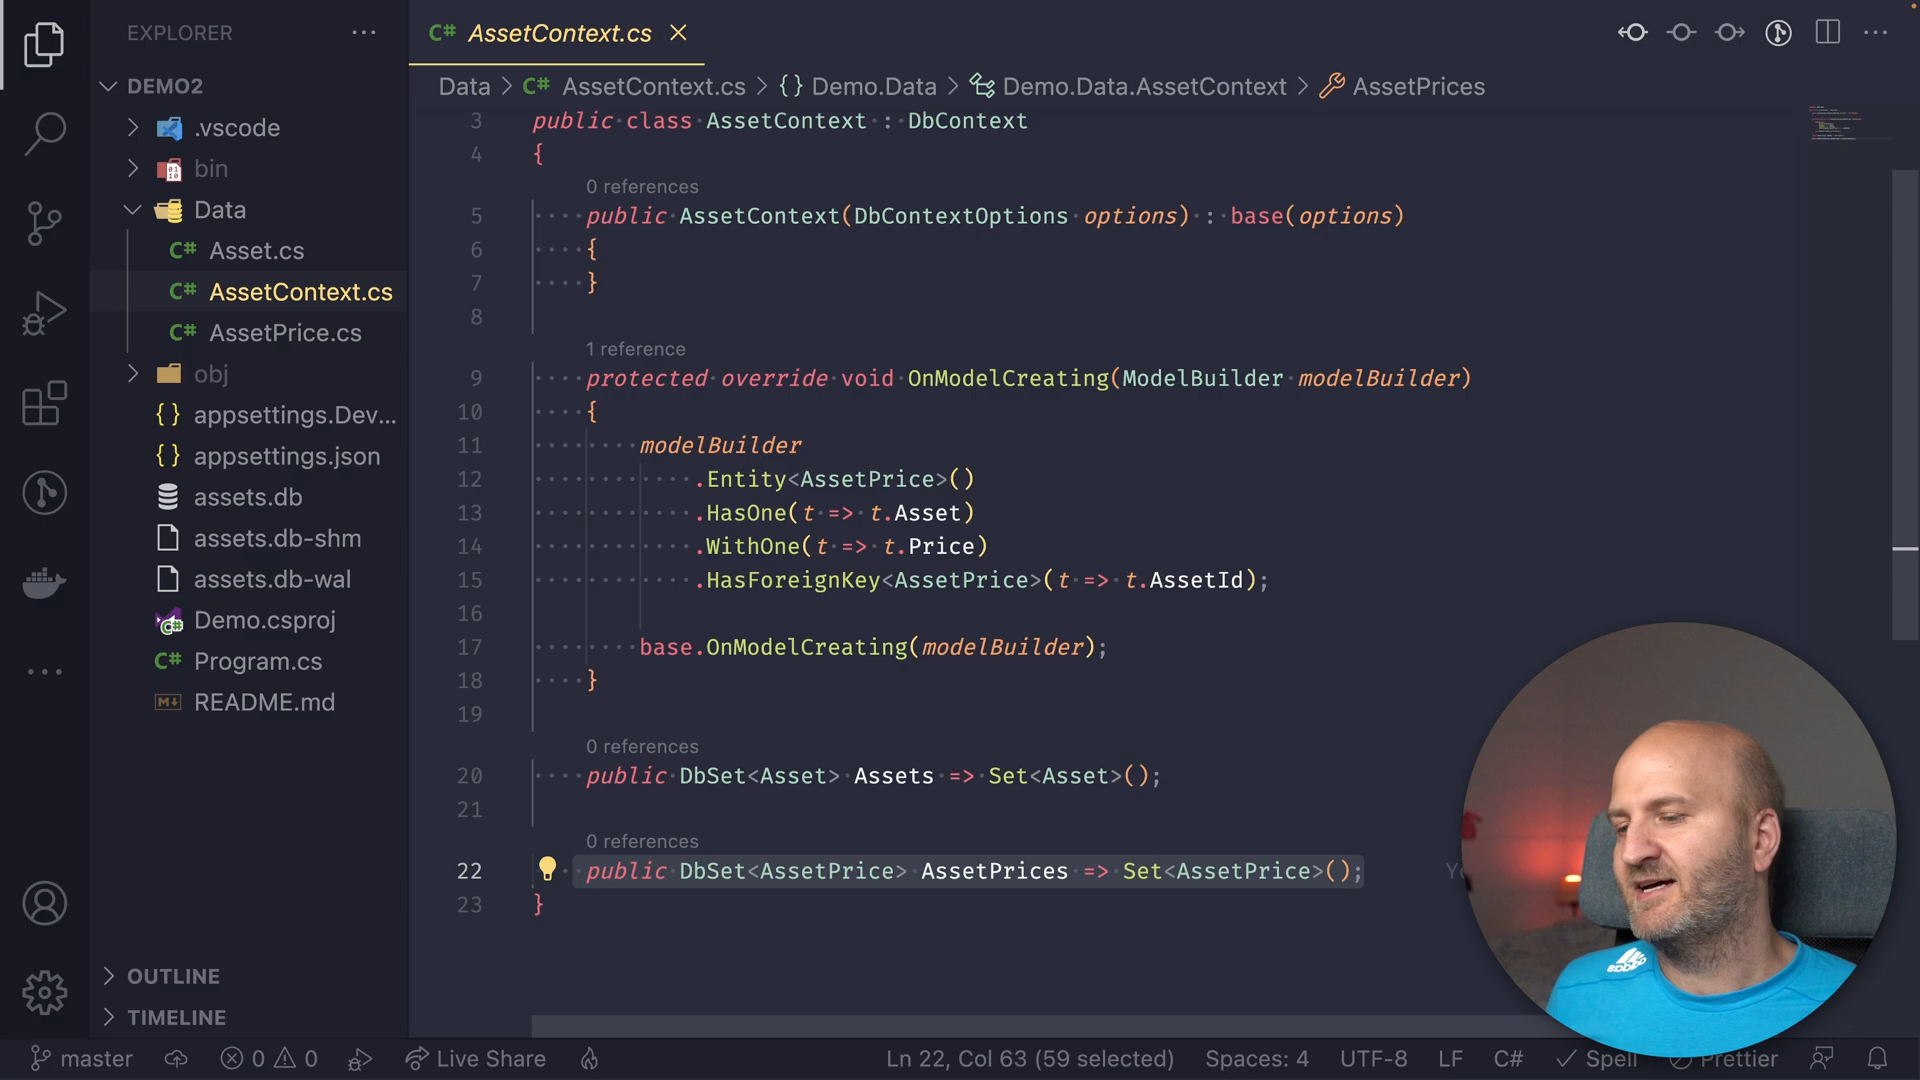 EXPLORER
AssetContext.cs
DEMO2
Data > AssetContext.cs > {} Demo.Data > Demo.Data.AssetContext > AssetPrices
.vscode
bin
Data
Asset.cs
AssetContext.cs
AssetPrice.cs
obj
appsettings.Dev...
appsettings.json
assets.db
assets.db-shm
assets.db-wal
Demo.csproj
Program.cs
README.md
OUTLINE
TIMELINE
3 public class AssetContext : DbContext
4 {
0 references
5 public AssetContext(DbContextOptions options) : base(options)
6 {
7 }
8
1 reference
9 protected override void OnModelCreating(ModelBuilder modelBuilder)
10 {
11 modelBuilder
12 .Entity<AssetPrice>()
13 .HasOne(t => t.Asset)
14 .WithOne(t => t.Price)
15 .HasForeignKey<AssetPrice>(t => t.AssetId);
16
17 base.OnModelCreating(modelBuilder);
18 }
19
0 references
20 public DbSet<Asset> Assets => Set<Asset>();
21
0 references
22 public DbSet<AssetPrice> AssetPrices => Set<AssetPrice>();
23 }
adidas
master 0 0 Live Share Ln 22, Col 63 (59 selected) Spaces: 4 UTF-8 LF C# Spell Prettier